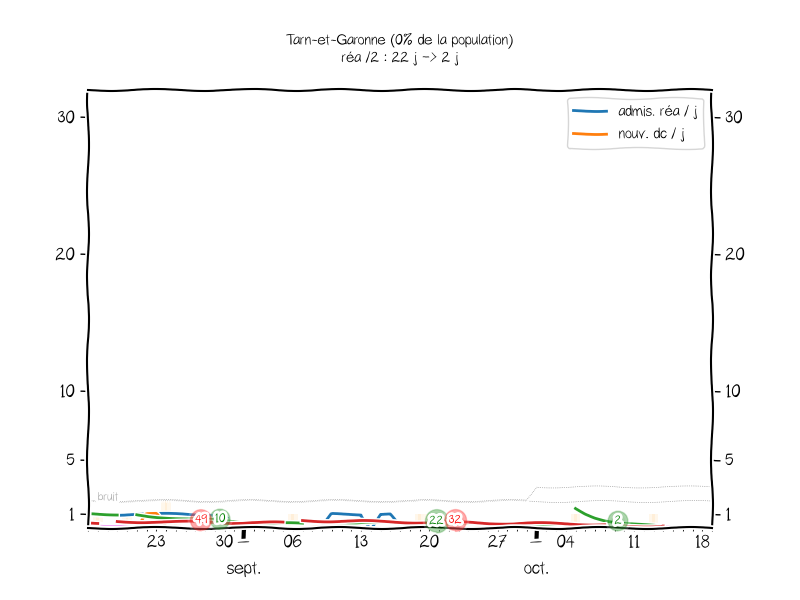 Tarn-et-Garonne (0% de la population)
réa /2 : 22 j -> 2 j
admis. réa / j
nouv. dc / j
30 30
20 20
10 10
5 5
bruit
1 1
49 10 22 32 2
23 30 06 13 20 27 04 11 18
sept. oct.